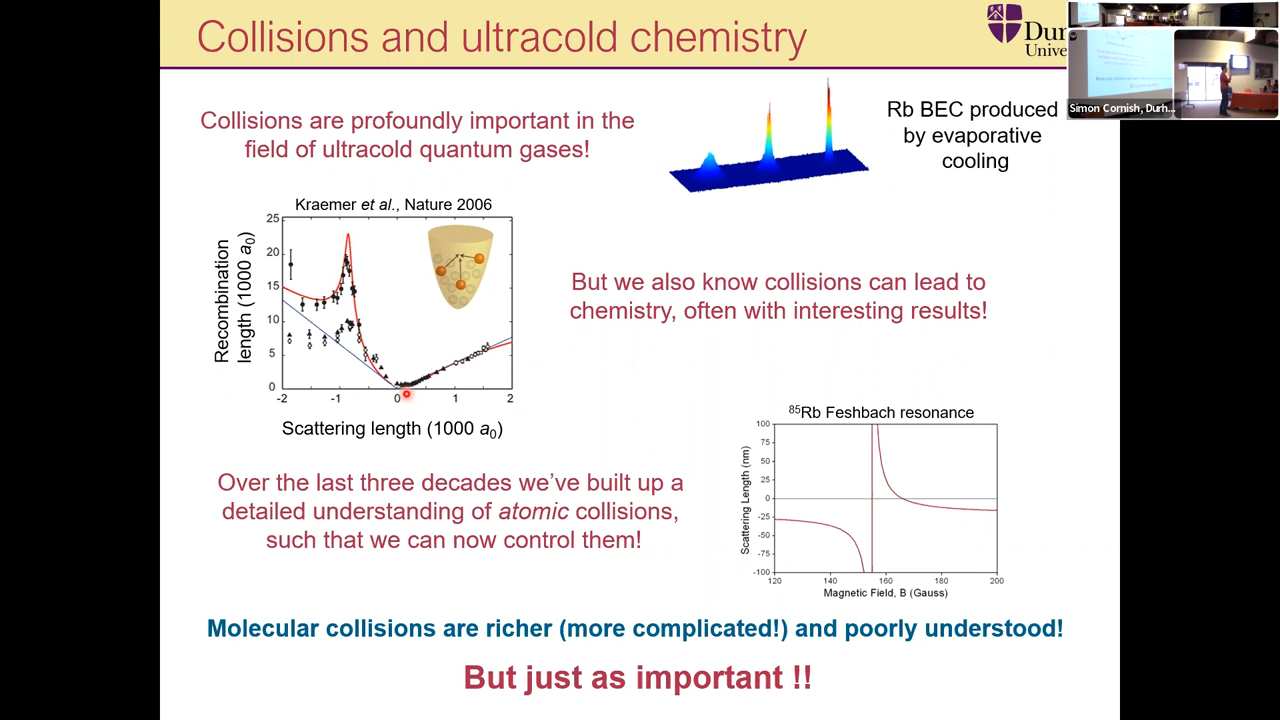 Collisions and ultracold chemistry
Dur
Unive
Simon Cornish, Durh...
Collisions are profoundly important in the
field of ultracold quantum gases!
Rb BEC produced
by evaporative
cooling
Kraemer et al., Nature 2006
Recombination
length (1000 a0)
25
20
15
10
5
0
-2
-1
0
1
2
Scattering length (1000 a0)
But we also know collisions can lead to
chemistry, often with interesting results!
85Rb Feshbach resonance
Scattering Length (nm)
100
75
50
25
0
-25
-50
-75
-100
120
140
160
180
200
Magnetic Field, B (Gauss)
Over the last three decades we've built up a
detailed understanding of atomic collisions,
such that we can now control them!
Molecular collisions are richer (more complicated!) and poorly understood!
But just as important !!